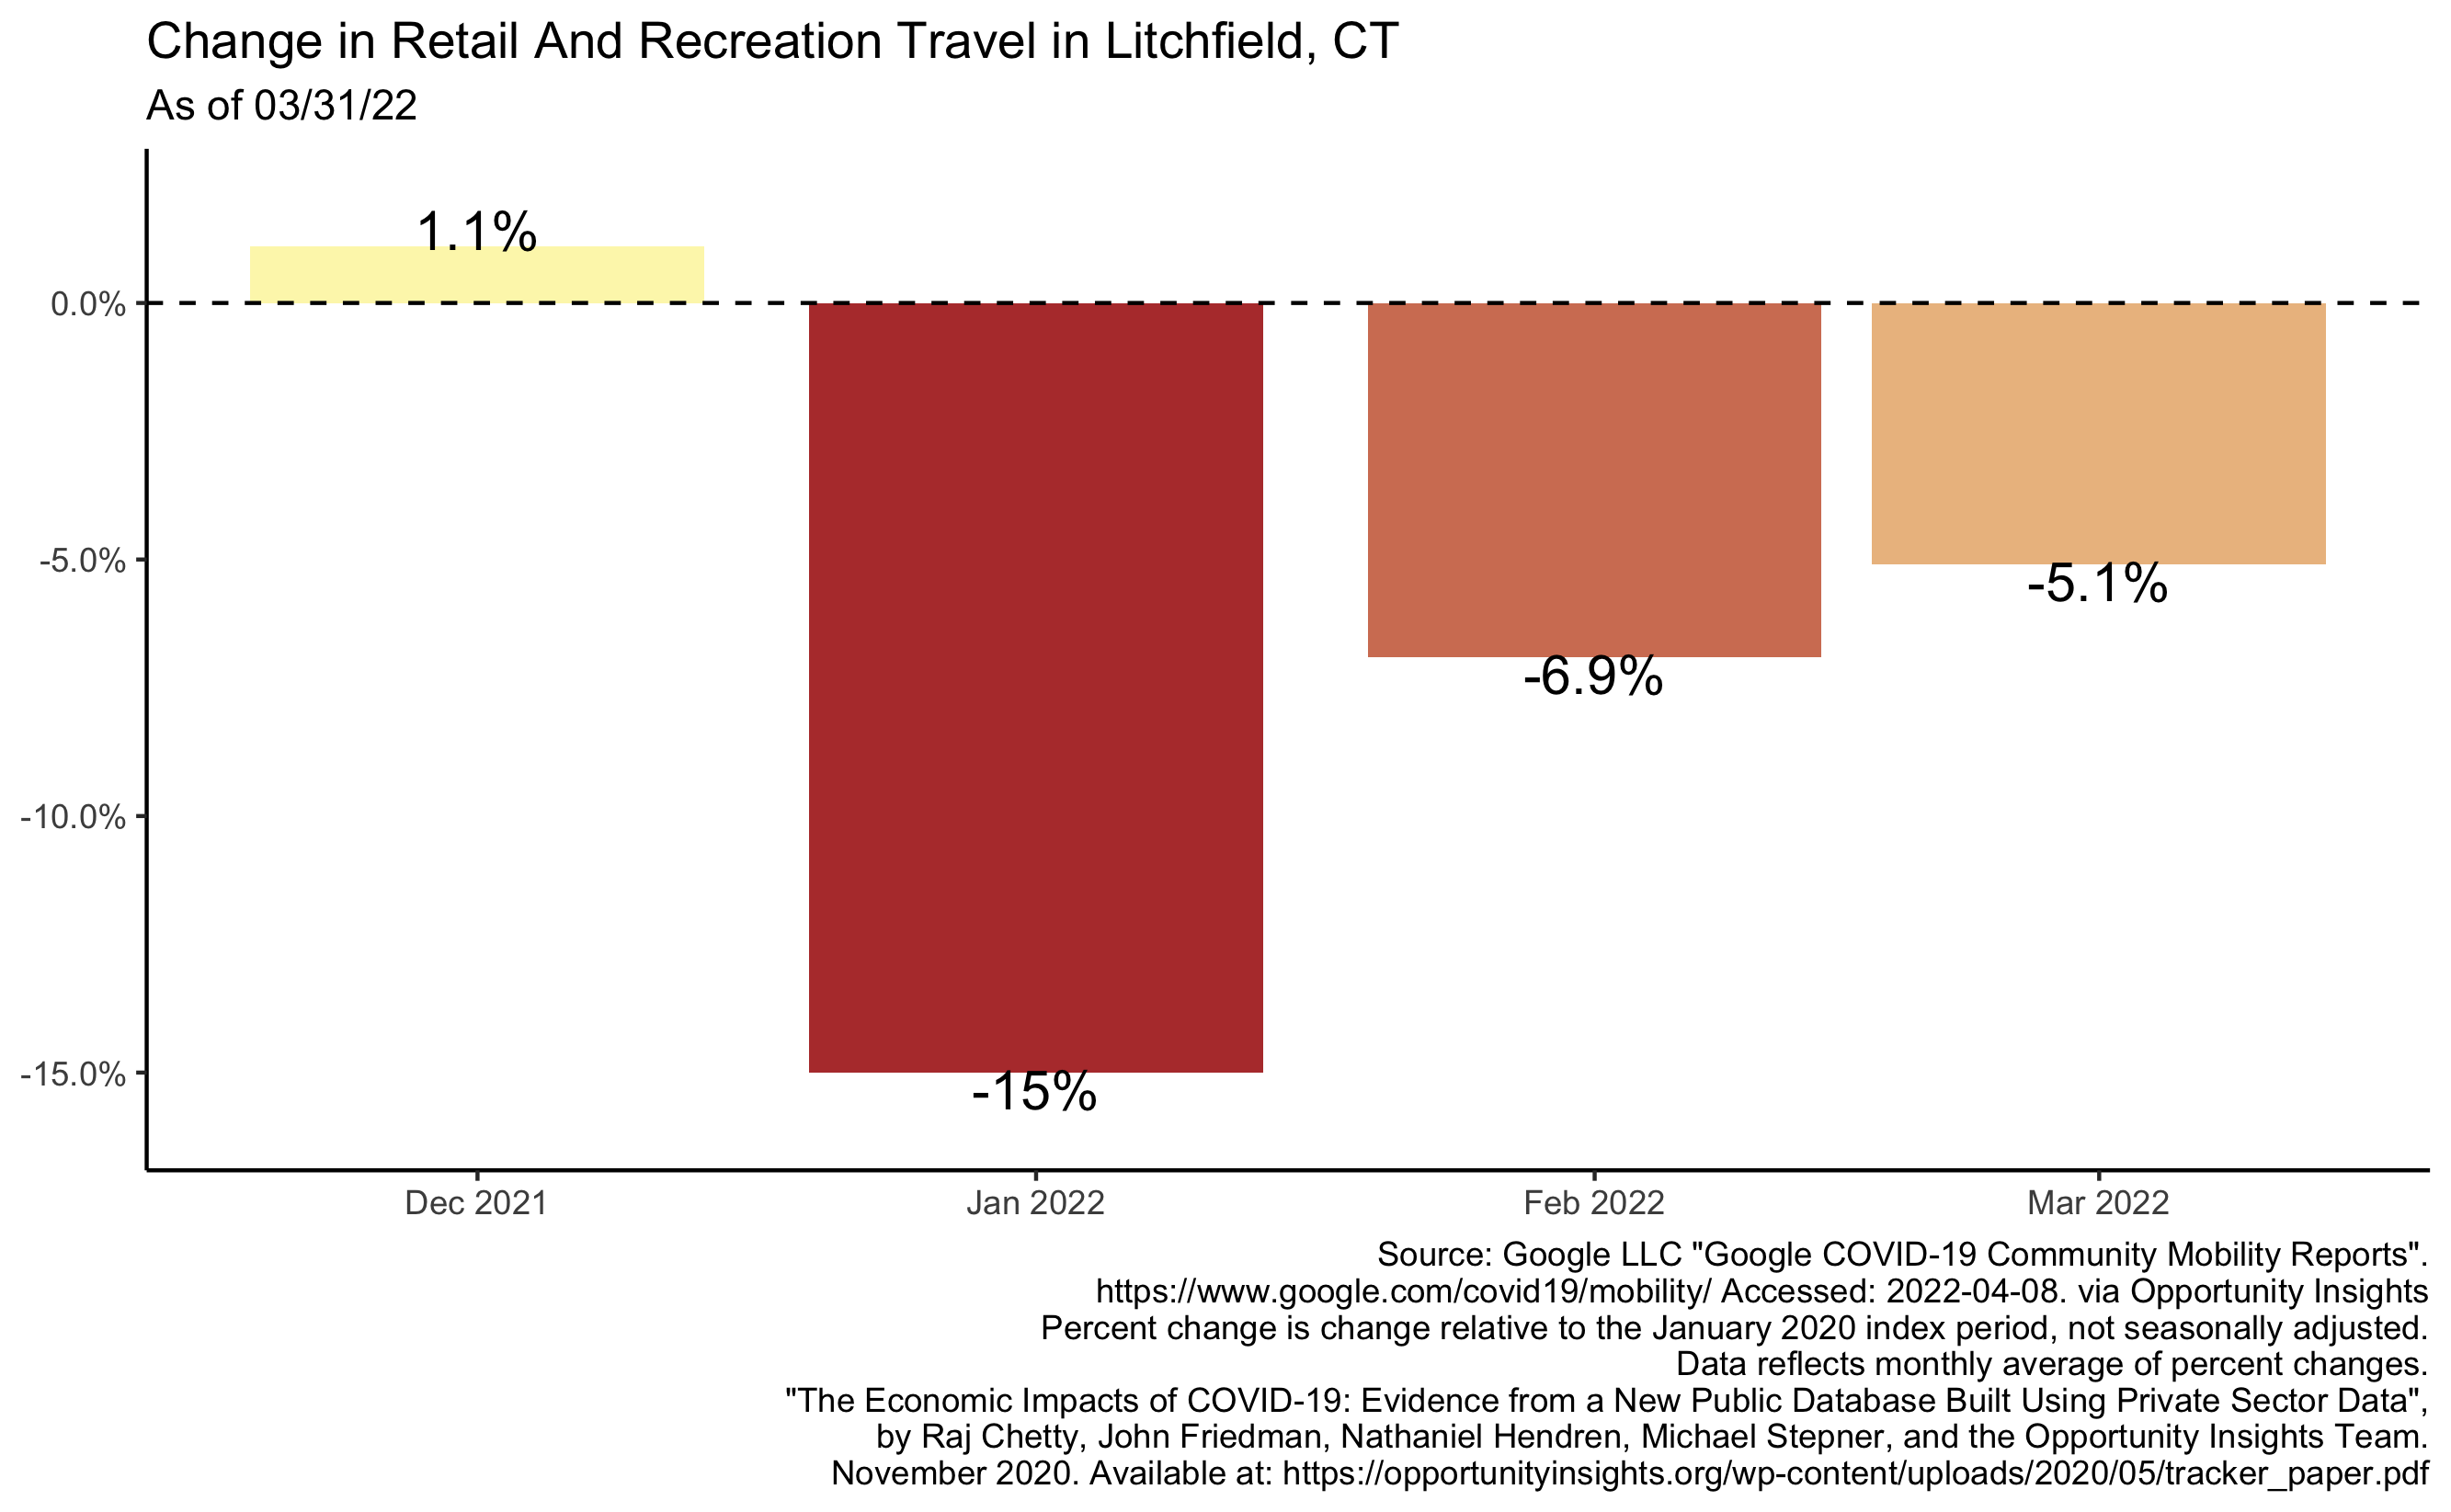 Change in Retail And Recreation Travel in Litchfield, CT
As of 03/31/22
1.1%
0.0%
-5.0%
-5.1%
-6.9%
-10.0%
-15.0%
-15%
Dec 2021
Jan 2022
Feb 2022
Mar 2022
Source: Google LLC "Google COVID-19 Community Mobility Reports".
https://www.google.com/covid19/mobility/ Accessed: 2022-04-08. via Opportunity Insights
Percent change is change relative to the January 2020 index period, not seasonally adjusted.
Data reflects monthly average of percent changes.
"The Economic Impacts of COVID-19: Evidence from a New Public Database Built Using Private Sector Data",
by Raj Chetty, John Friedman, Nathaniel Hendren, Michael Stepner, and the Opportunity Insights Team.
November 2020. Available at: https://opportunityinsights.org/wp-content/uploads/2020/05/tracker_paper.pdf